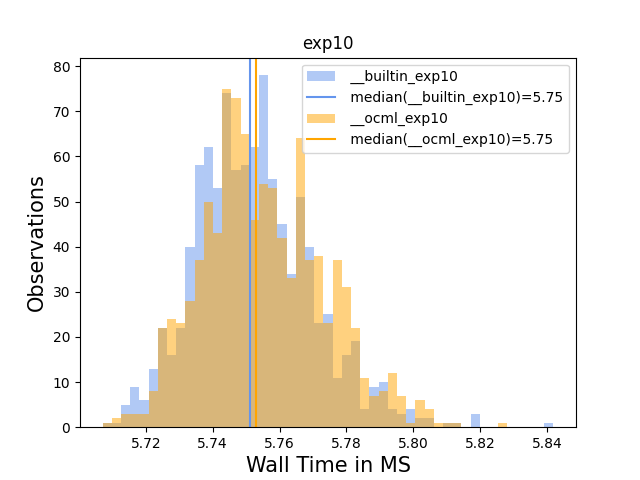 exp10
80
70
60
50
40
30
20
10
0
Observations
__builtin_exp10
median(__builtin_exp10)=5.75
__ocml_exp10
median(__ocml_exp10)=5.75
5.72 5.74 5.76 5.78 5.80 5.82 5.84
Wall Time in MS